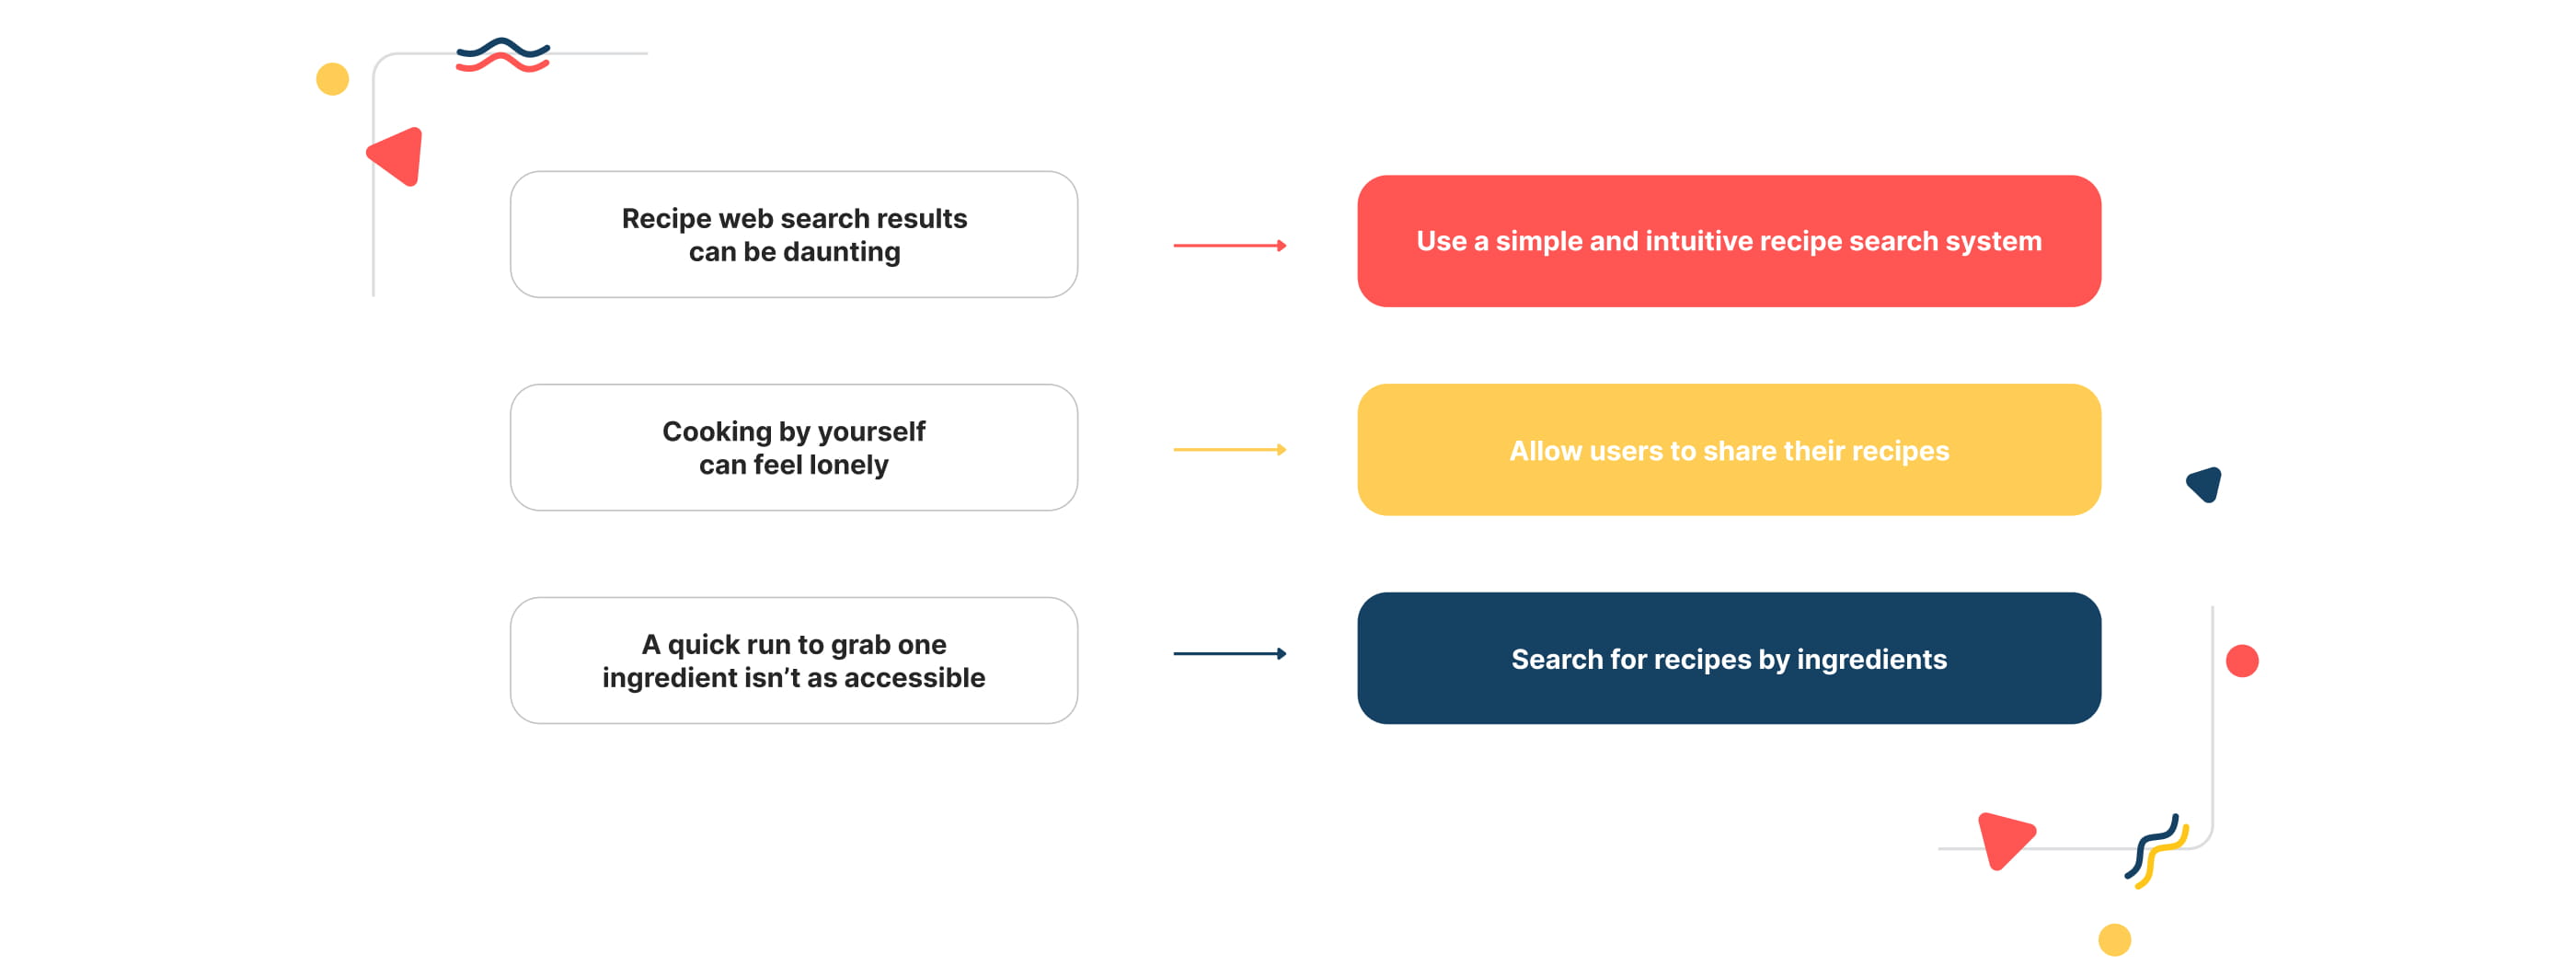 Recipe web search results
can be daunting
Use a simple and intuitive recipe search system
Cooking by yourself
can feel lonely
Allow users to share their recipes
A quick run to grab one
ingredient isn’t as accessible
Search for recipes by ingredients